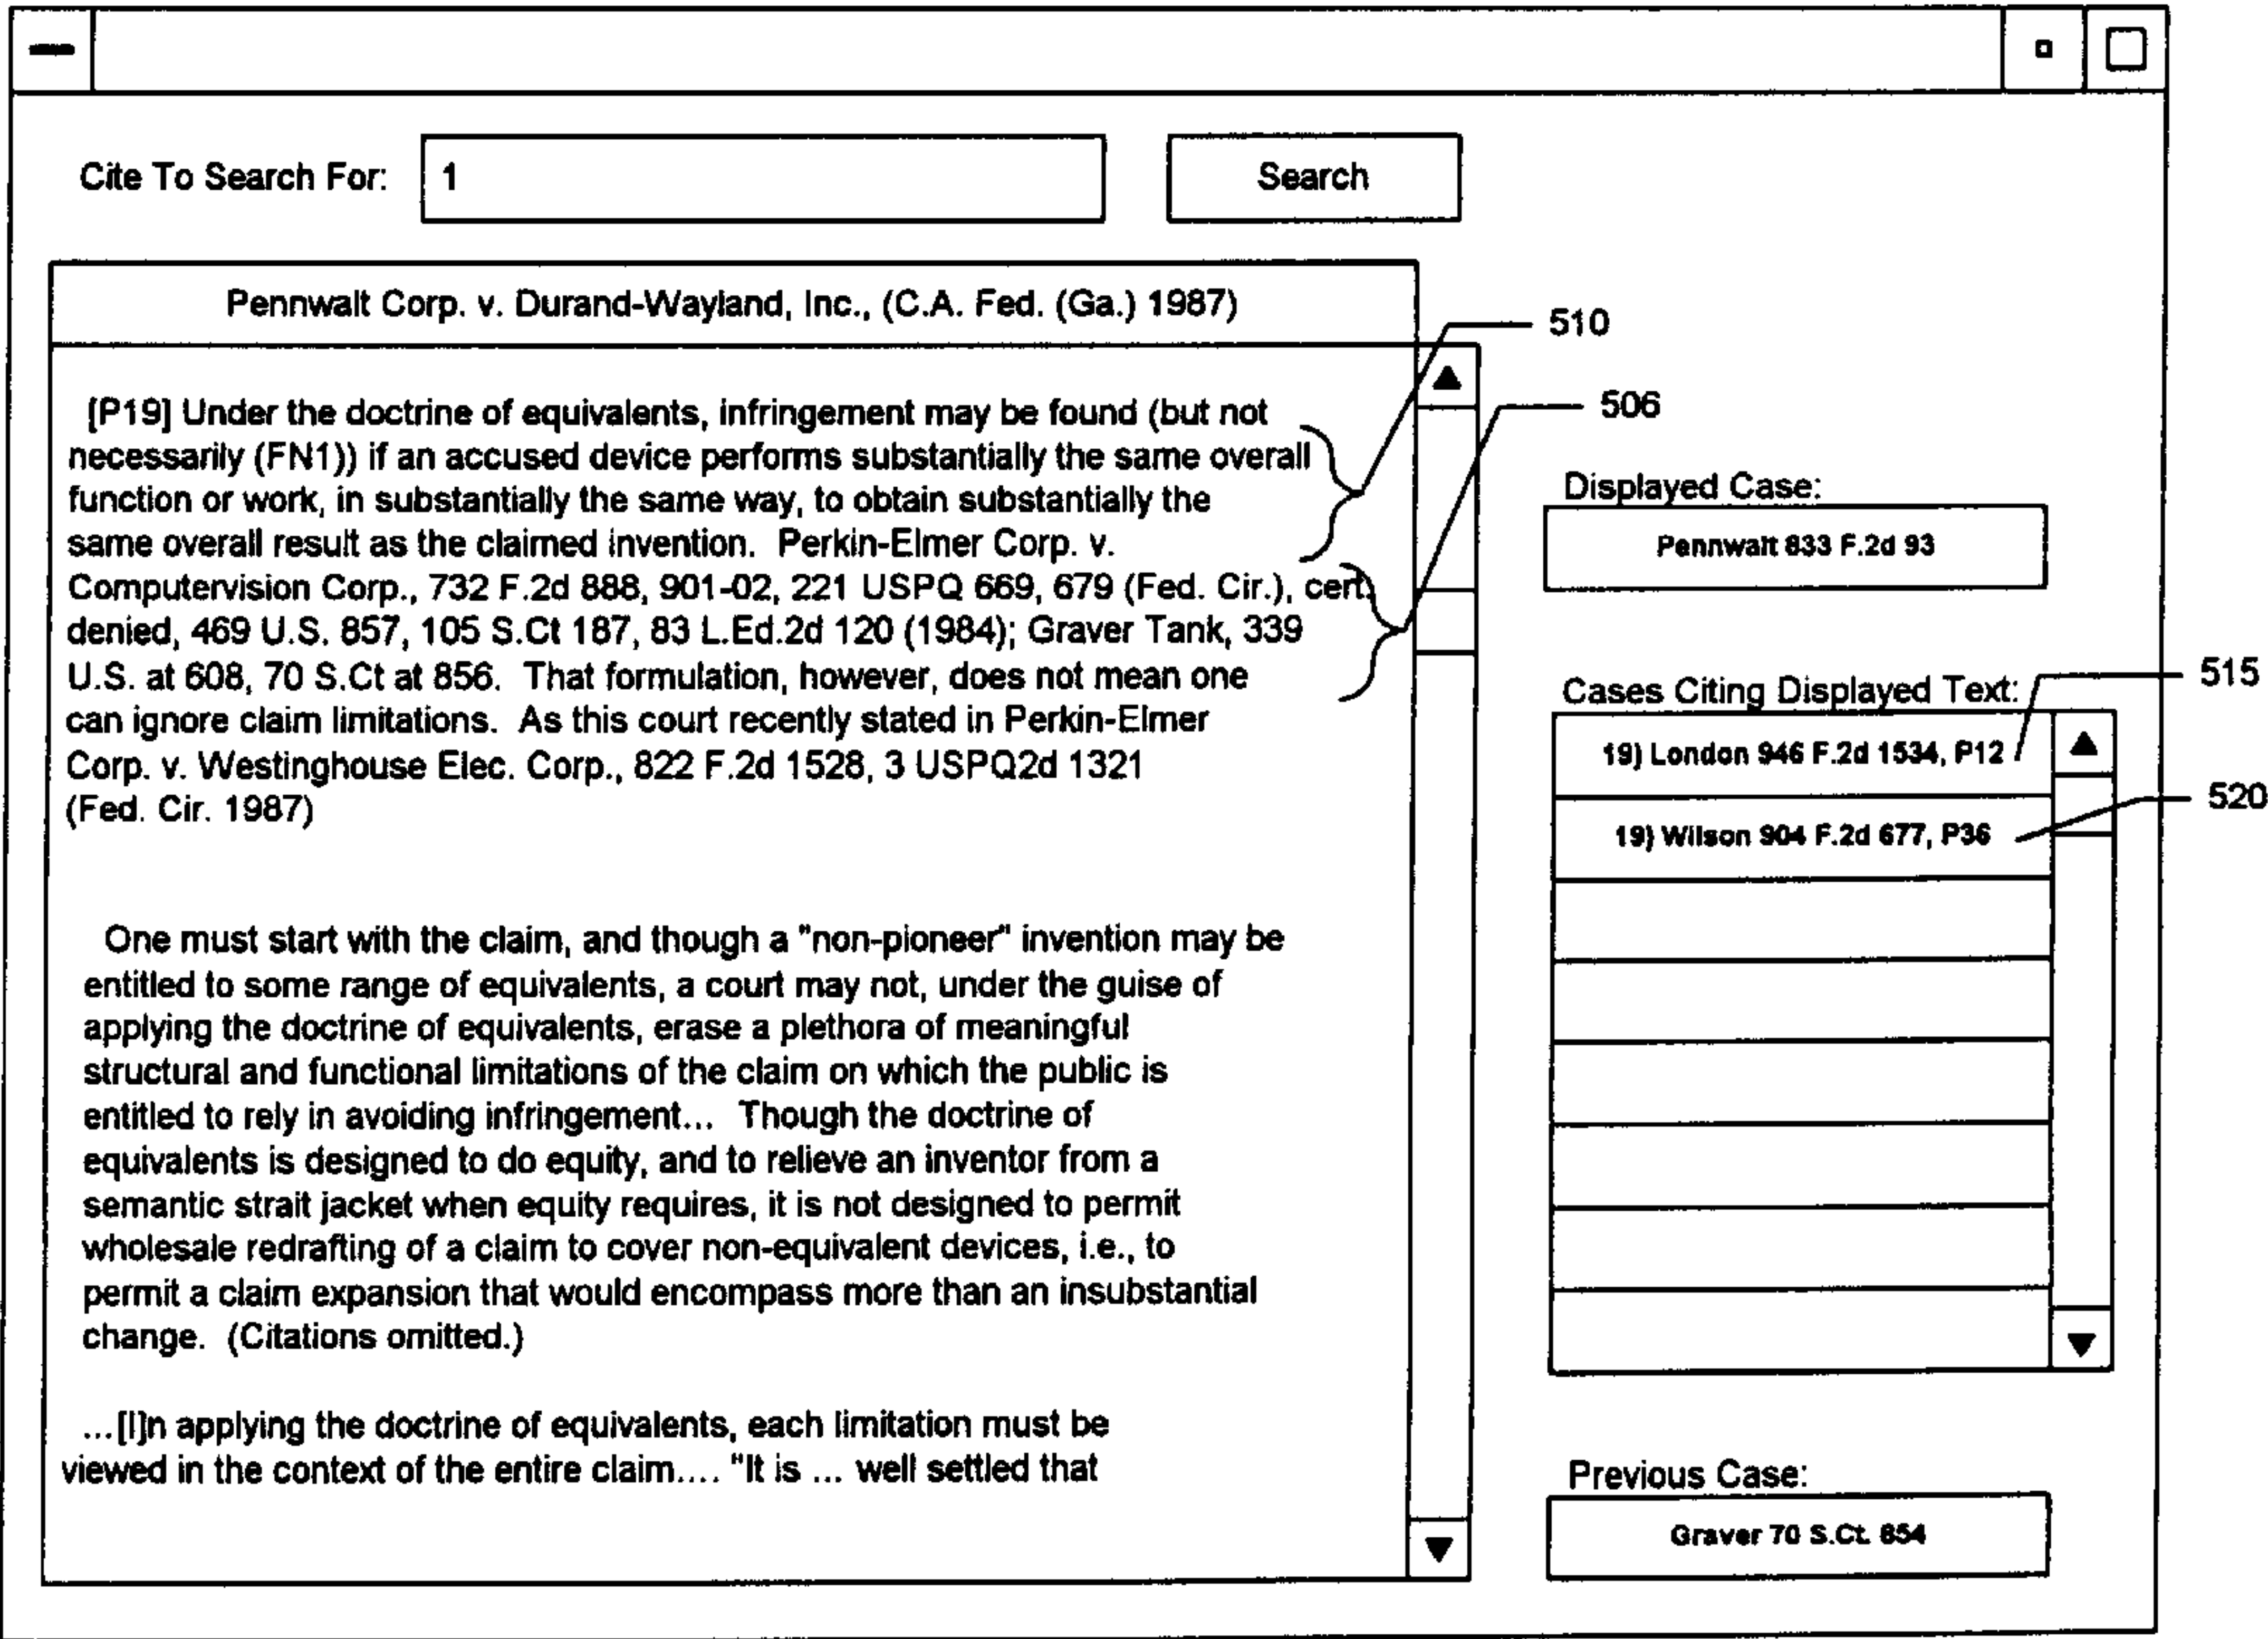 Cite To Search For: 1 Search
Pennwalt Corp. v. Durand-Wayland, Inc., (C.A. Fed. (Ga.) 1987)
510
506
[P19] Under the doctrine of equivalents, infringement may be found (but not
necessarily (FN1)) if an accused device performs substantially the same overall
function or work, in substantially the same way, to obtain substantially the
same overall result as the claimed invention. Perkin-Elmer Corp. v.
Computervision Corp., 732 F.2d 888, 901-02, 221 USPQ 669, 679 (Fed. Cir.), cert.
denied, 469 U.S. 857, 105 S.Ct 187, 83 L.Ed.2d 120 (1984); Graver Tank, 339
U.S. at 608, 70 S.Ct at 856. That formulation, however, does not mean one
can ignore claim limitations. As this court recently stated in Perkin-Elmer
Corp. v. Westinghouse Elec. Corp., 822 F.2d 1528, 3 USPQ2d 1321
(Fed. Cir. 1987)
One must start with the claim, and though a "non-pioneer" invention may be
entitled to some range of equivalents, a court may not, under the guise of
applying the doctrine of equivalents, erase a plethora of meaningful
structural and functional limitations of the claim on which the public is
entitled to rely in avoiding infringement... Though the doctrine of
equivalents is designed to do equity, and to relieve an inventor from a
semantic strait jacket when equity requires, it is not designed to permit
wholesale redrafting of a claim to cover non-equivalent devices, i.e., to
permit a claim expansion that would encompass more than an insubstantial
change. (Citations omitted.)
...[I]n applying the doctrine of equivalents, each limitation must be
viewed in the context of the entire claim.... "It is ... well settled that
Displayed Case:
Pennwalt 833 F.2d 93
Cases Citing Displayed Text:
515
19) London 946 F.2d 1534, P12
520
19) Wilson 904 F.2d 677, P36
Previous Case:
Graver 70 S.Ct. 854